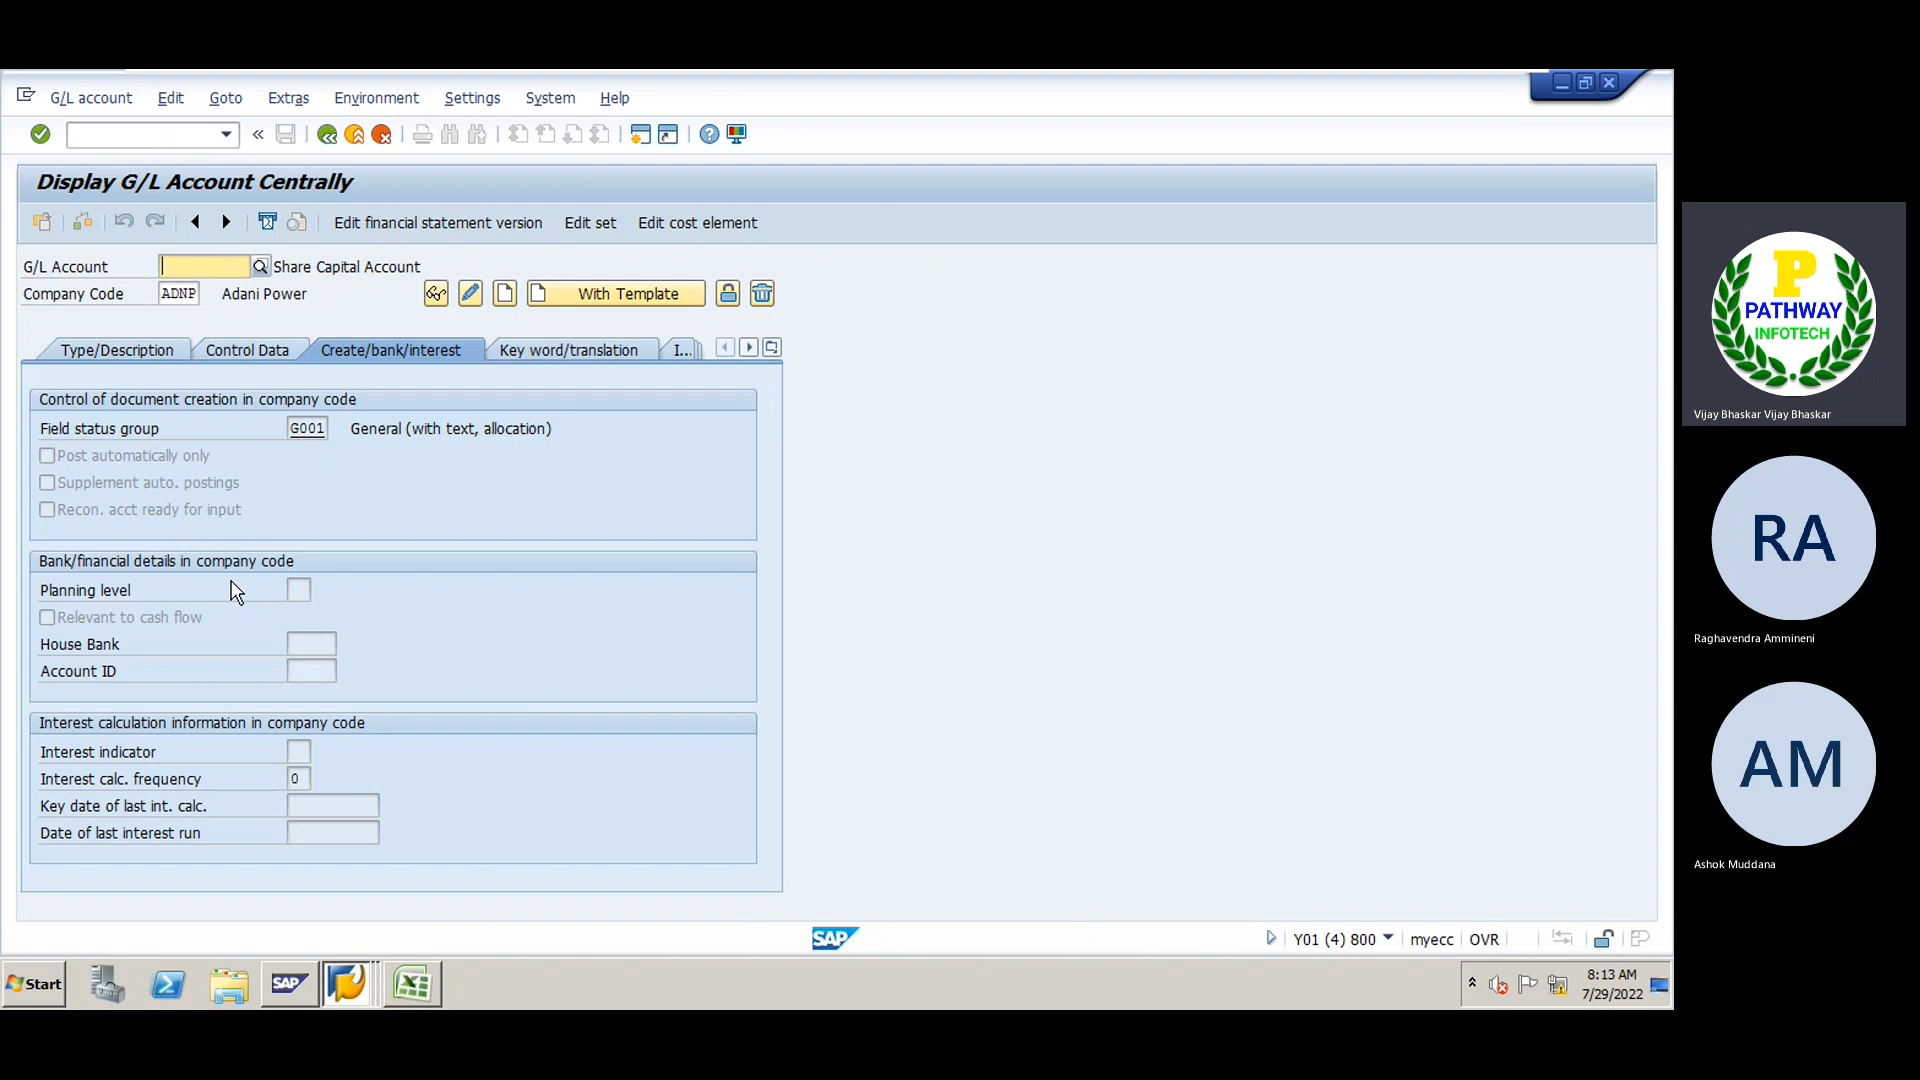 G/L account Edit Goto Extras Environment Settings System Help
Display G/L Account Centrally
Edit financial statement version Edit set Edit cost element
G/L Account Share Capital Account
Company Code ADNP Adani Power With Template
Type/Description Control Data Create/bank/interest Key word/translation I...
Control of document creation in company code
Field status group G001 General (with text, allocation)
Post automatically only
Supplement auto. postings
Recon. acct ready for input
Bank/financial details in company code
Planning level
Relevant to cash flow
House Bank
Account ID
Interest calculation information in company code
Interest indicator
Interest calc. frequency 0
Key date of last int. calc.
Date of last interest run
SAP Y01 (4) 800 myecc OVR
Start SAP 8:13 AM
7/29/2022
P
PATHWAY
INFOTECH
Vijay Bhaskar Vijay Bhaskar
RA
Raghavendra Ammineni
AM
Ashok Muddana